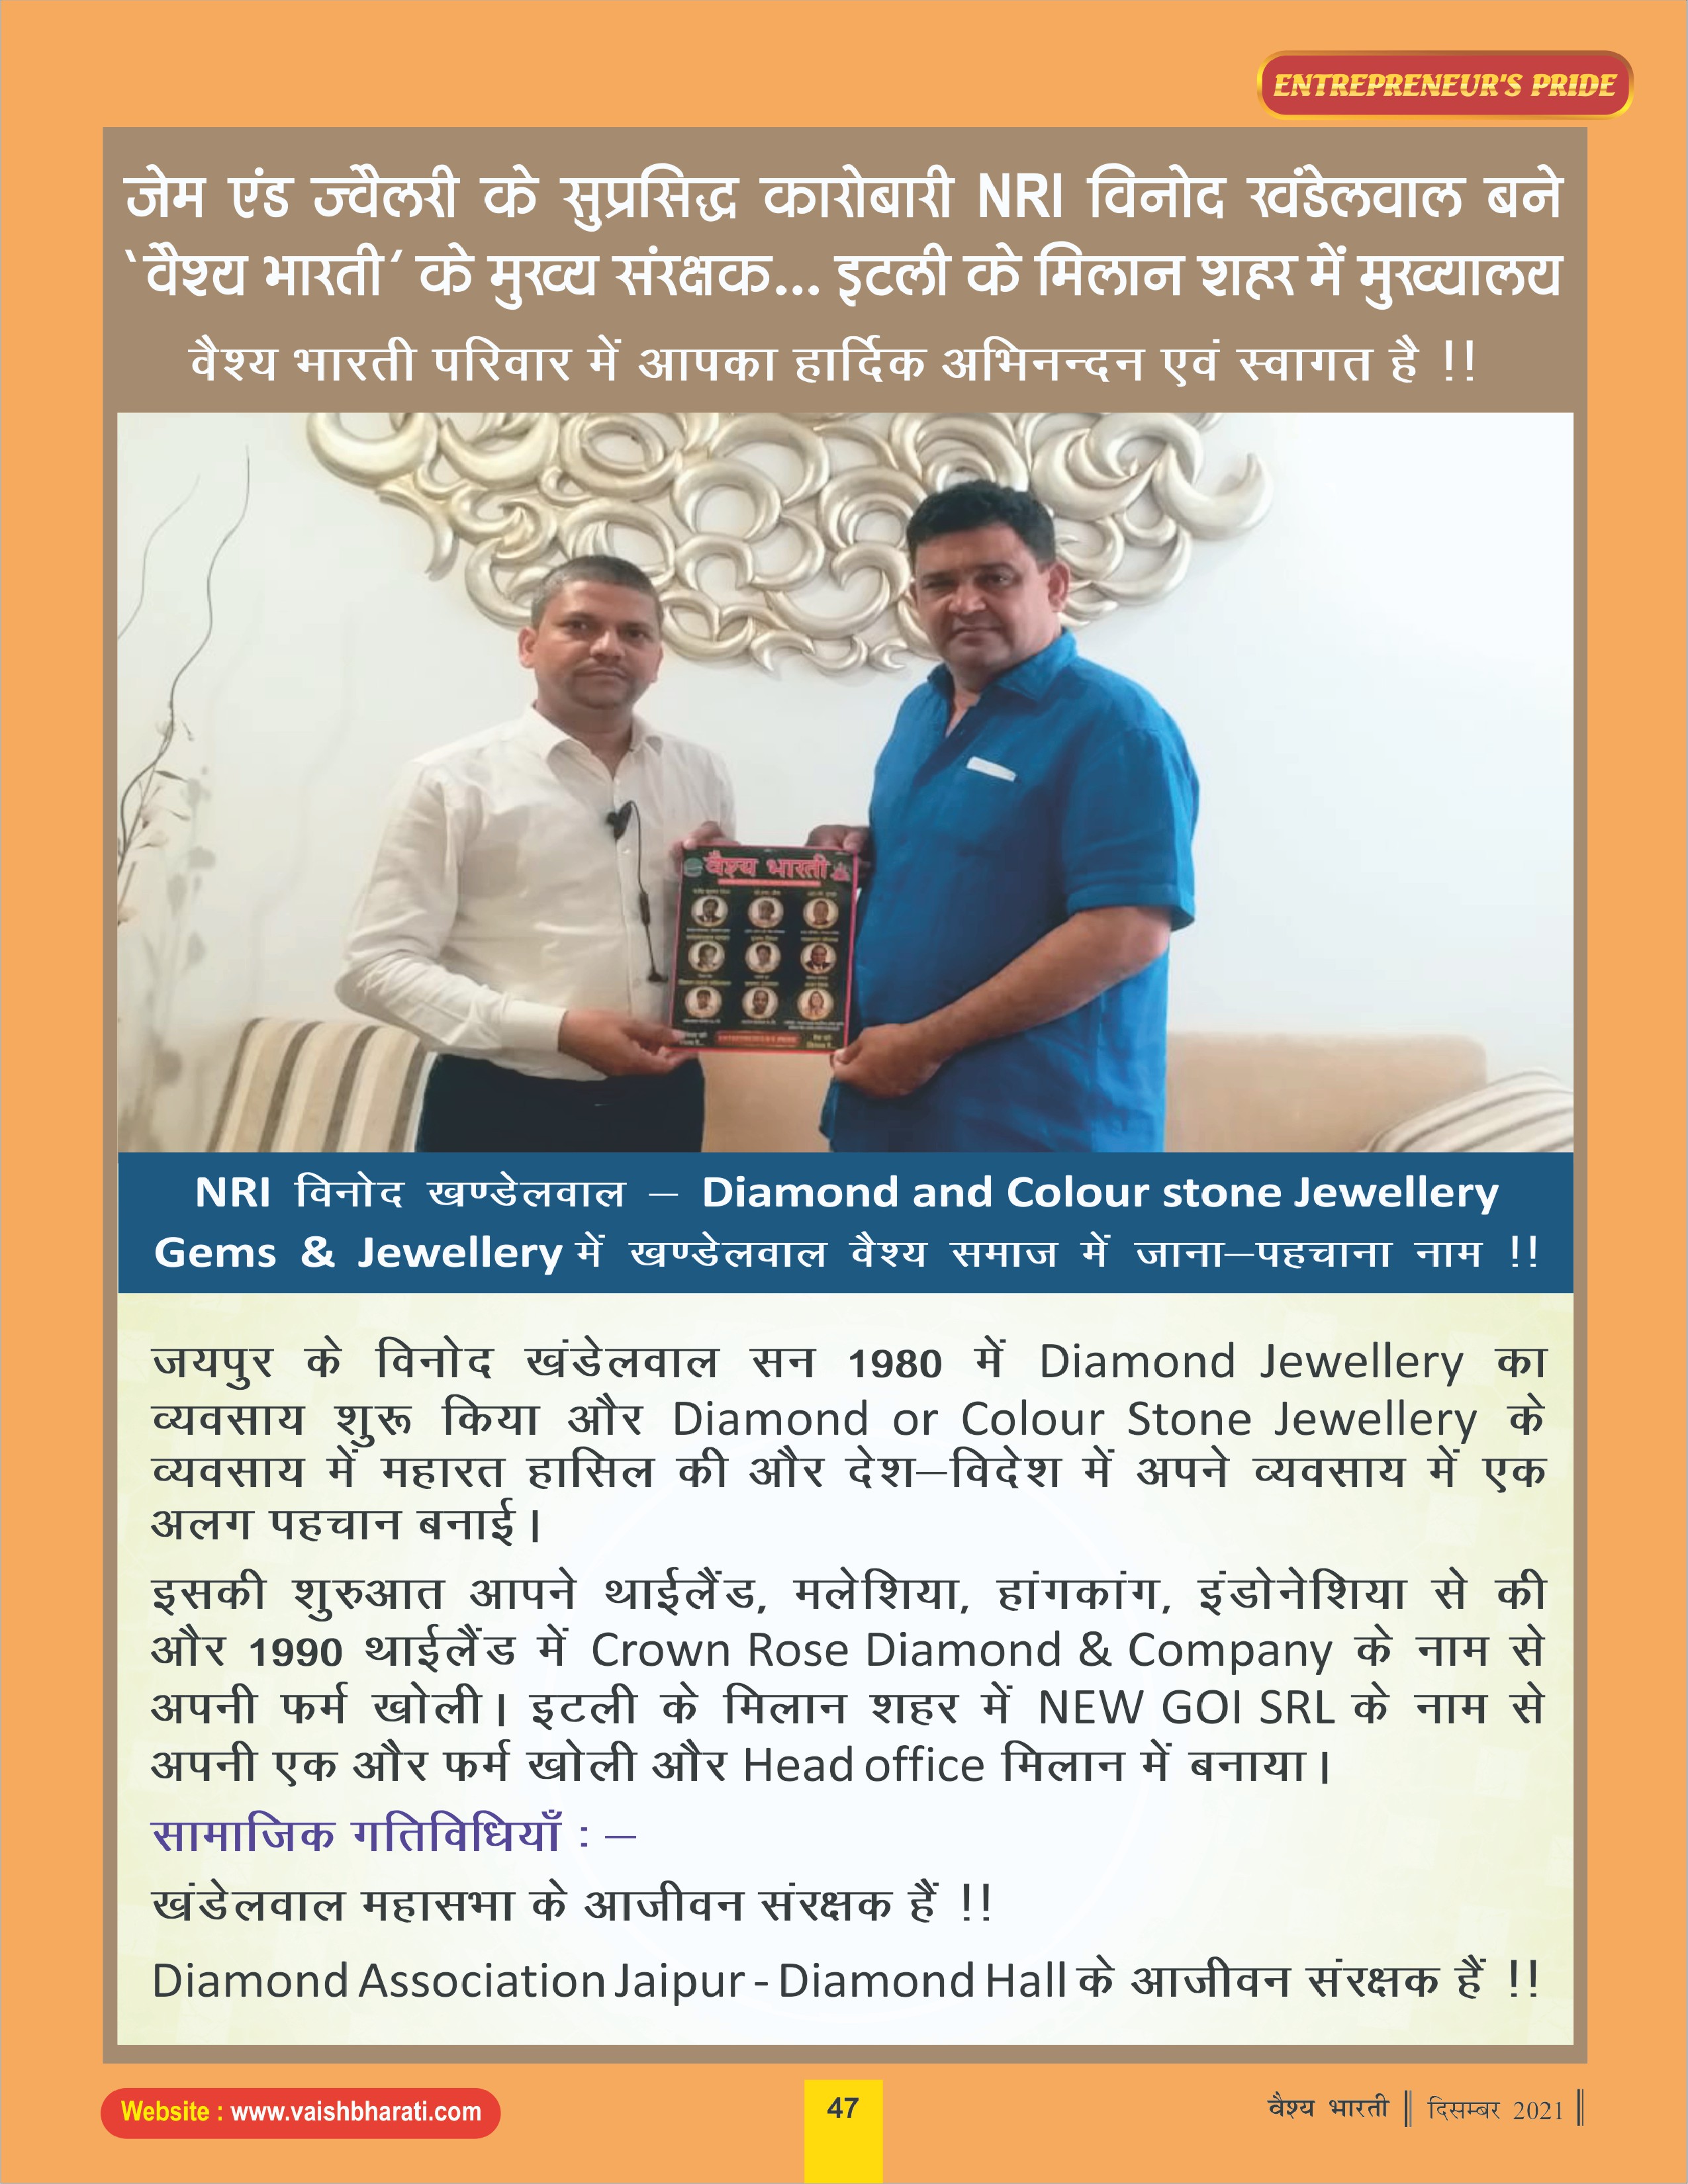 ENTREPRENEUR'S PRIDE
जेम एंड ज्वैलरी के सुप्रसिद्ध कारोबारी NRI विनोद खंडेलवाल बने
‘वैश्य भारती’ के मुख्य संरक्षक... इटली के मिलान शहर में मुख्यालय
वैश्य भारती परिवार में आपका हार्दिक अभिनन्दन एवं स्वागत है !!
वैश्य भारती
ENTREPRENEUR'S PRIDE
NRI विनोद खण्डेलवाल – Diamond and Colour stone Jewellery
Gems & Jewellery में खण्डेलवाल वैश्य समाज में जाना–पहचाना नाम !!
जयपुर के विनोद खंडेलवाल सन 1980 में Diamond Jewellery का
व्यवसाय शुरू किया और Diamond or Colour Stone Jewellery के
व्यवसाय में महारत हासिल की और देश–विदेश में अपने व्यवसाय में एक
अलग पहचान बनाई।
इसकी शुरुआत आपने थाईलैंड, मलेशिया, हांगकांग, इंडोनेशिया से की
और 1990 थाईलैंड में Crown Rose Diamond & Company के नाम से
अपनी फर्म खोली। इटली के मिलान शहर में NEW GOI SRL के नाम से
अपनी एक और फर्म खोली और Head office मिलान में बनाया।
सामाजिक गतिविधियाँ : –
खंडेलवाल महासभा के आजीवन संरक्षक हैं !!
Diamond Association Jaipur - Diamond Hall के आजीवन संरक्षक हैं !!
Website : www.vaishbharati.com
47
वैश्य भारती || दिसम्बर 2021 ||